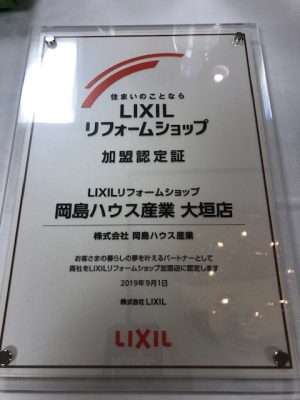 住まいのことなら
LIXIL
リフォームショップ
加盟認定証
LIXILリフォームショップ
岡島ハウス産業 大垣店
株式会社 岡島ハウス産業
お客さまの暮らしの夢を叶えるパートナーとして
貴社をLIXILリフォームショップ加盟店に認定します
2019年9月1日
株式会社 LIXIL
LIXIL